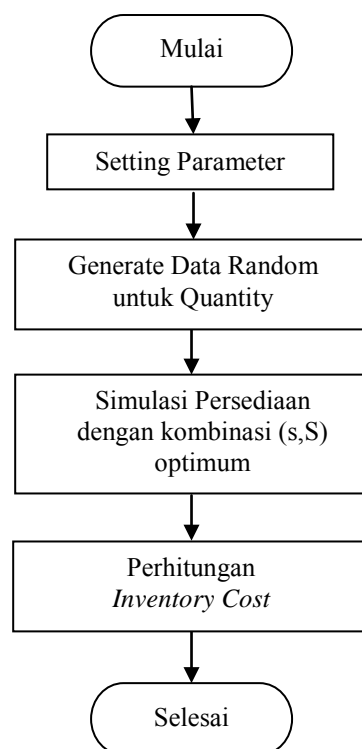 Mulai
Setting Parameter
Generate Data Random
untuk Quantity
Simulasi Persediaan
dengan kombinasi (s,S)
optimum
Perhitungan
Inventory Cost
Selesai